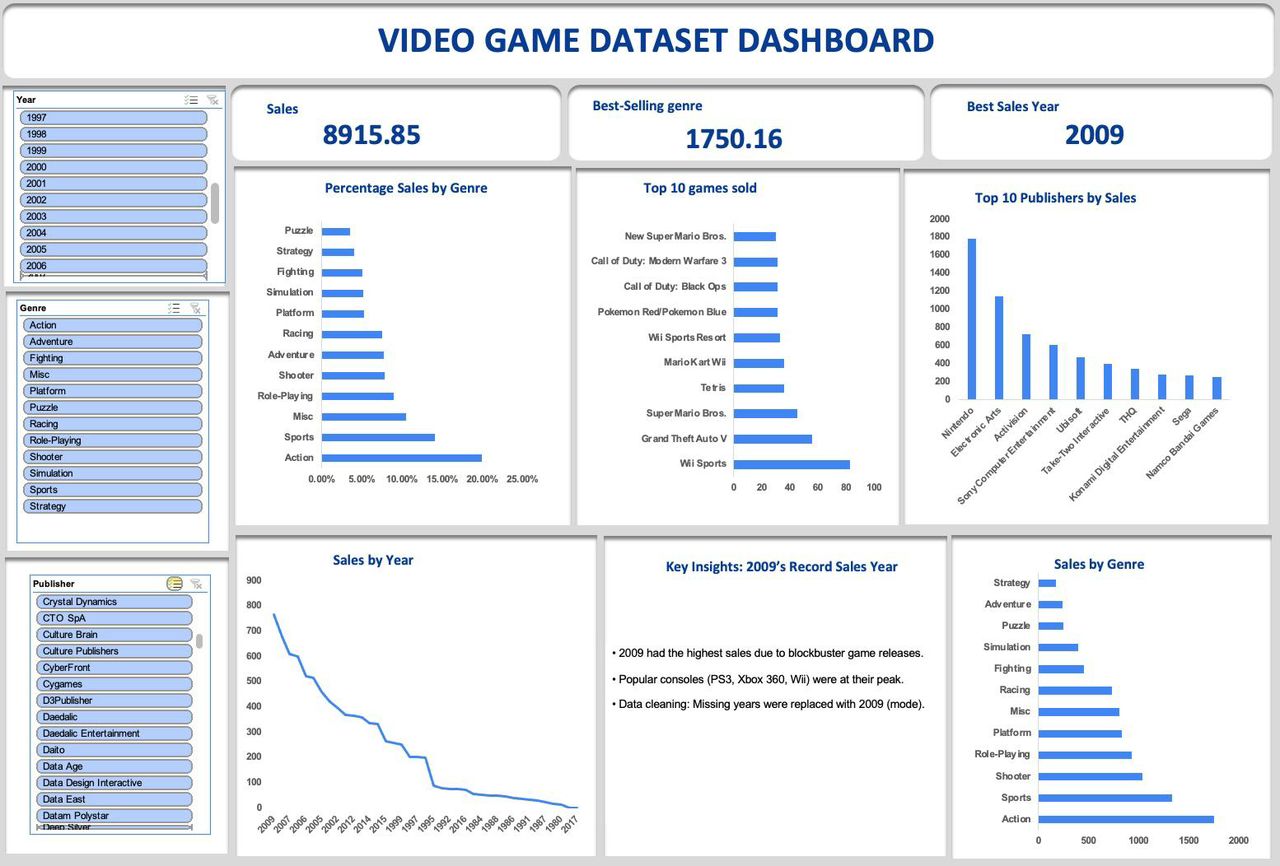 VIDEO GAME DATASET DASHBOARD
Year
1997
1998
1999
2000
2001
2002
2003
2004
2005
2006
Genre
Action
Adventure
Fighting
Misc
Platform
Puzzle
Racing
Role-Playing
Shooter
Simulation
Sports
Strategy
Publisher
Crystal Dynamics
CTO SpA
Culture Brain
Culture Publishers
CyberFront
Cygames
D3Publisher
Daedalic
Daedalic Entertainment
Daito
Data Age
Data Design Interactive
Data East
Datam Polystar
Deep Silver
Sales
8915.85
Best-Selling genre
1750.16
Best Sales Year
2009
Percentage Sales by Genre
Puzzle
Strategy
Fighting
Simulation
Platform
Racing
Adventure
Shooter
Role-Playing
Misc
Sports
Action
0.00% 5.00% 10.00% 15.00% 20.00% 25.00%
Top 10 games sold
New Super Mario Bros.
Call of Duty: Modern Warfare 3
Call of Duty: Black Ops
Pokemon Red/Pokemon Blue
Wii Sports Resort
Mario Kart Wii
Tetris
Super Mario Bros.
Grand Theft Auto V
Wii Sports
0 20 40 60 80 100
Top 10 Publishers by Sales
2000
1800
1600
1400
1200
1000
800
600
400
200
0
Nintendo
Electronic Arts
Activision
Sony Computer Entertainment
Ubisoft
Take-Two Interactive
THQ
Konami Digital Entertainment
Sega
Namco Bandai Games
Sales by Year
900
800
700
600
500
400
300
200
100
0
2009 2007 2006 2005 2002 2012 2014 2015 1999 1997 1995 1992 2016 1984 1988 1986 1991 1987 1980 2017
Key Insights: 2009’s Record Sales Year
• 2009 had the highest sales due to blockbuster game releases.
• Popular consoles (PS3, Xbox 360, Wii) were at their peak.
• Data cleaning: Missing years were replaced with 2009 (mode).
Sales by Genre
Strategy
Adventure
Puzzle
Simulation
Fighting
Racing
Misc
Platform
Role-Playing
Shooter
Sports
Action
0 500 1000 1500 2000